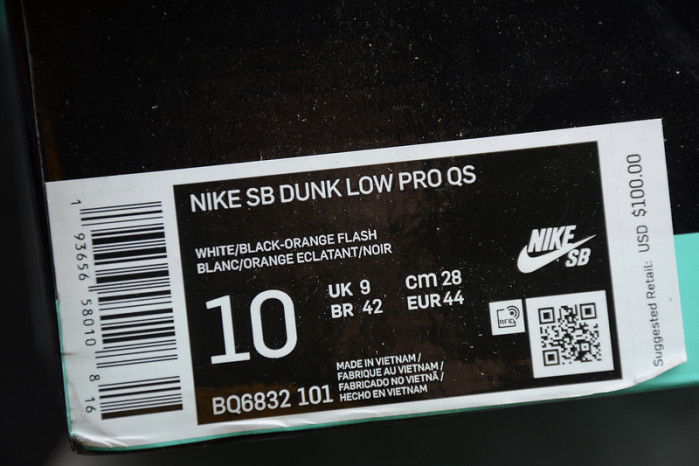 NIKE SB DUNK LOW PRO QS
WHITE/BLACK-ORANGE FLASH
BLANC/ORANGE ECLATANT/NOIR
10
UK 9
BR 42
cm 28
EUR 44
NIKE
SB
RFID
BQ6832 101
MADE IN VIETNAM /
FABRIQUE AU VIETNAM /
FABRICADO NO VIETNÃ /
HECHO EN VIETNAM
1 93656 58010 8 16
Suggested Retail: USD $100.00